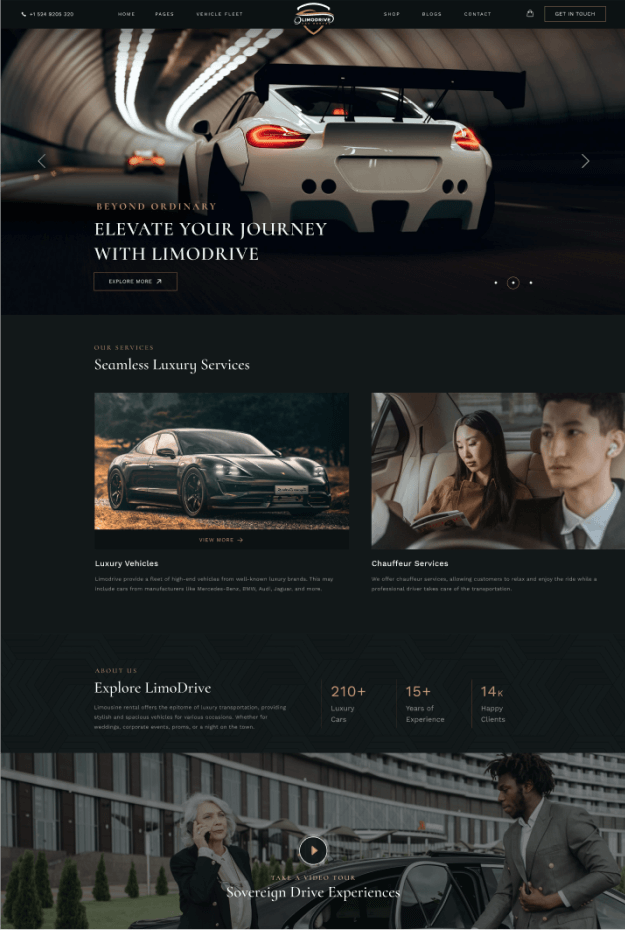 +1 534 8205 320
HOME
PAGES
VEHICLE FLEET
LIMODRIVE
SHOP
BLOGS
CONTACT
GET IN TOUCH
BEYOND ORDINARY
ELEVATE YOUR JOURNEY
WITH LIMODRIVE
EXPLORE MORE
OUR SERVICES
Seamless Luxury Services
VIEW MORE
Luxury Vehicles
Limodrive provide a fleet of high-end vehicles from well-known luxury brands. This may
include cars from manufacturers like Mercedes-Benz, BMW, Audi, Jaguar, and more.
Chauffeur Services
We offer chauffeur services, allowing customers to relax and enjoy the ride while a
professional driver takes care of the transportation.
ABOUT US
Explore LimoDrive
Limousine rental offers the epitome of luxury transportation, providing
stylish and spacious vehicles for various occasions. Whether for
weddings, corporate events, proms, or a night on the town.
210+
Luxury
Cars
15+
Years of
Experience
14K
Happy
Clients
TAKE A VIDEO TOUR
Sovereign Drive Experiences